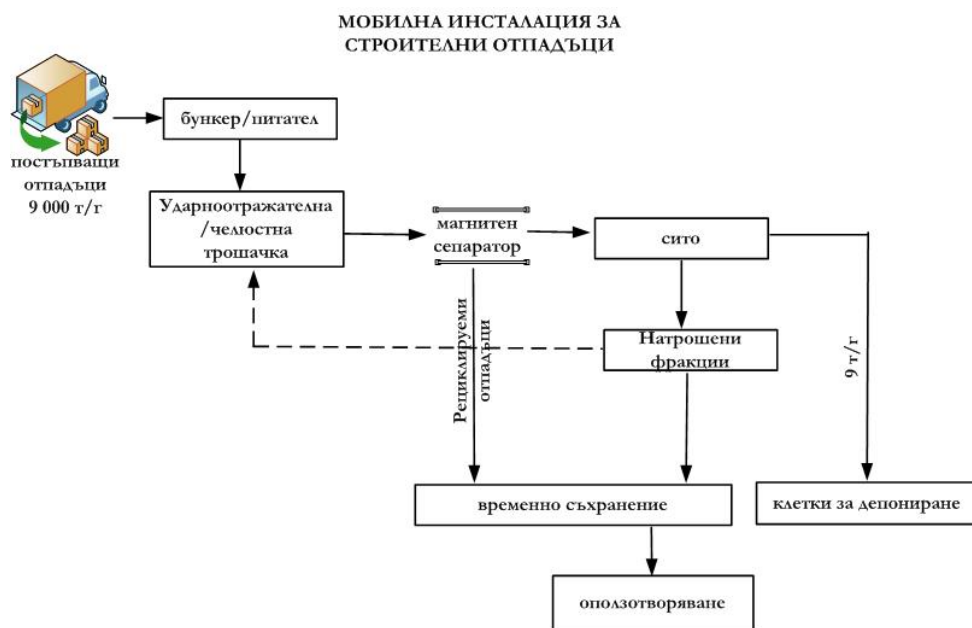 МОБИЛНА ИНСТАЛАЦИЯ ЗА
СТРОИТЕЛНИ ОТПАДЪЦИ
бункер/питател
постъпващи
отпадъци
9 000 т/г
Ударноотражателна
/челюстна
трошачка
магнитен
сепаратор
сито
Рециклируеми
отпадъци
Натрошени
фракции
9 т/г
временно съхранение
клетки за депониране
оползотворяване